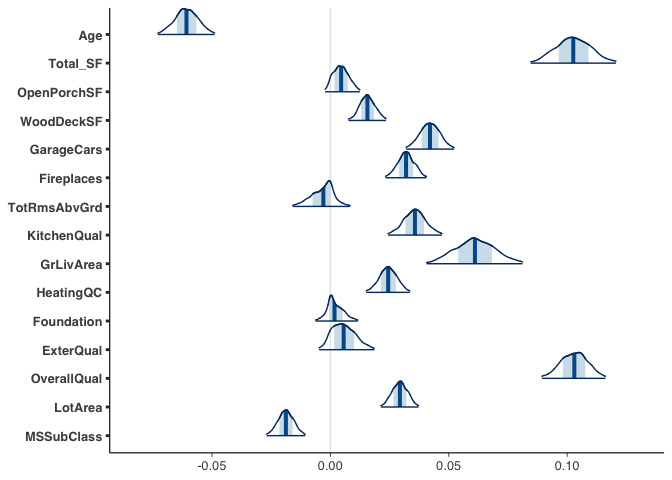 Age
Total_SF
OpenPorchSF
WoodDeckSF
GarageCars
Fireplaces
TotRmsAbvGrd
KitchenQual
GrLivArea
HeatingQC
Foundation
ExterQual
OverallQual
LotArea
MSSubClass
-0.05 0.00 0.05 0.10